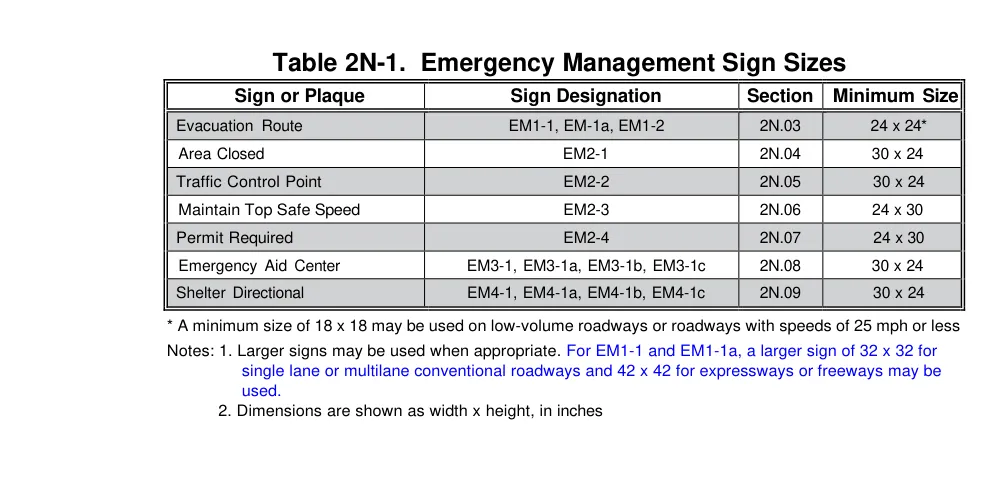 Table 2N-1. Emergency Management Sign Sizes
Sign or Plaque Sign Designation Section Minimum Size
Evacuation Route EM1-1, EM-1a, EM1-2 2N.03 24 x 24*
Area Closed EM2-1 2N.04 30 x 24
Traffic Control Point EM2-2 2N.05 30 x 24
Maintain Top Safe Speed EM2-3 2N.06 24 x 30
Permit Required EM2-4 2N.07 24 x 30
Emergency Aid Center EM3-1, EM3-1a, EM3-1b, EM3-1c 2N.08 30 x 24
Shelter Directional EM4-1, EM4-1a, EM4-1b, EM4-1c 2N.09 30 x 24
* A minimum size of 18 x 18 may be used on low-volume roadways or roadways with speeds of 25 mph or less
Notes: 1. Larger signs may be used when appropriate. For EM1-1 and EM1-1a, a larger sign of 32 x 32 for
single lane or multilane conventional roadways and 42 x 42 for expressways or freeways may be
used.
2. Dimensions are shown as width x height, in inches